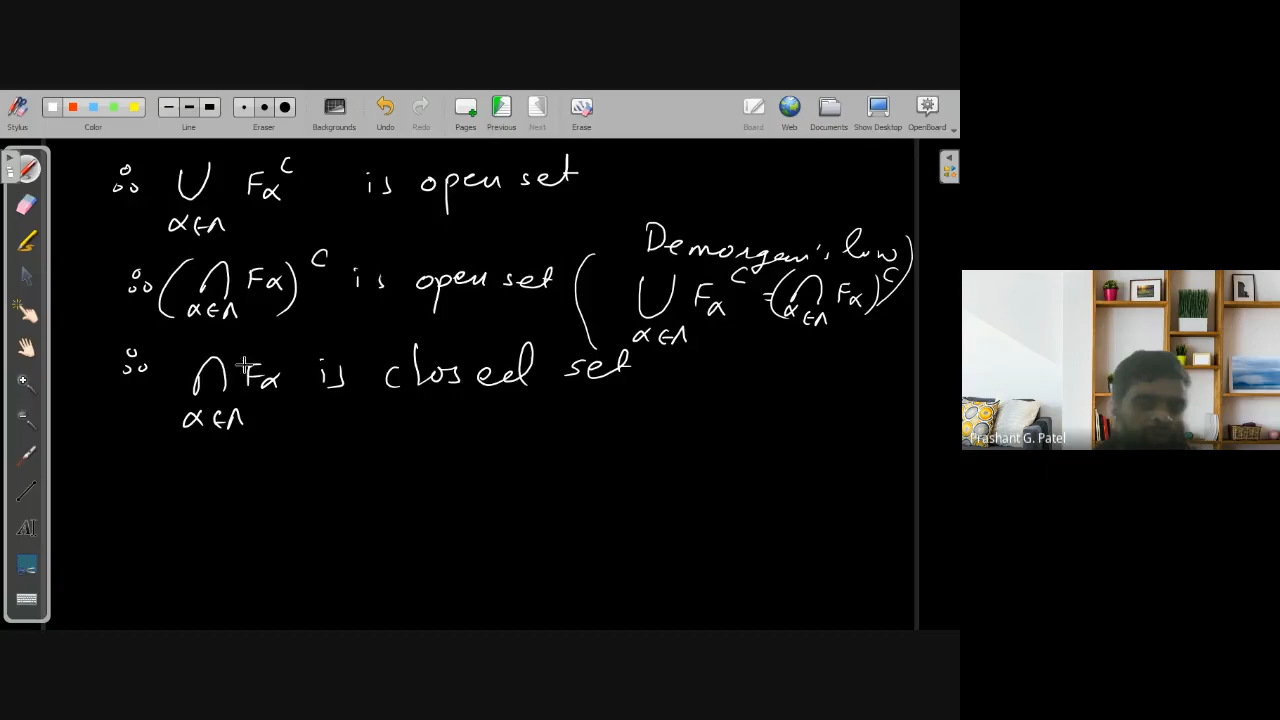 Stylus Color Line Eraser Backgrounds Undo Redo Pages Previous Next Erase Board Web Documents Show Desktop OpenBoard
∴ ∪ Fα^C is open set
α∈Λ
Demorgan's law)
∴ (∩ Fα)^C is open set ( ∪ Fα^C = (∩ Fα)^C
α∈Λ α∈Λ α∈Λ
∴ ∩ Fα is closed set
α∈Λ
Prashant G. Patel